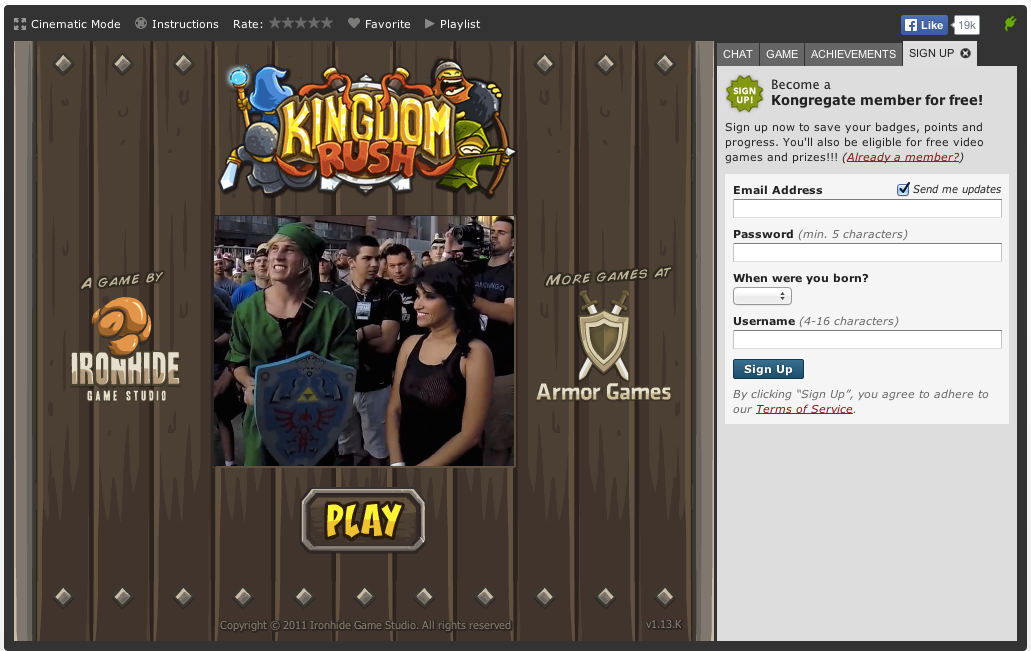 Cinematic Mode
Instructions
Rate:
Favorite
Playlist
Like
19k
CHAT
GAME
ACHIEVEMENTS
SIGN UP
KINGDOM
RUSH
A GAME BY
IRONHIDE
GAME STUDIO
MORE GAMES AT
Armor Games
PLAY
Copyright © 2011 Ironhide Game Studio. All rights reserved
v1.13.K
SIGN
UP!
Become a
Kongregate member for free!
Sign up now to save your badges, points and
progress. You'll also be eligible for free video
games and prizes!!! (Already a member?)
Email Address
Send me updates
Password (min. 5 characters)
When were you born?
Username (4-16 characters)
Sign Up
By clicking "Sign Up", you agree to adhere to
our Terms of Service.